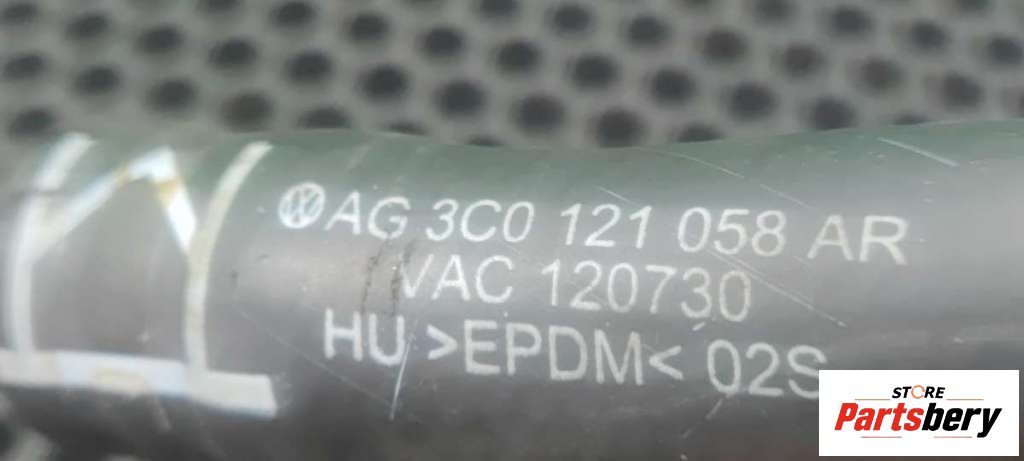 AG 3C0 121 058 AR
VAC 120730
HU >EPDM< 02S
STORE
Partsbery